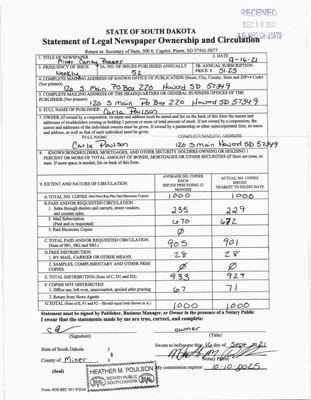 RECEIVED
DEC 16 2021
SD SEC OF STATE
STATE OF SOUTH DAKOTA
Statement of Legal Newspaper Ownership and Circulation
Return to: Secretary of State, 500 E. Capitol, Pierre, SD 57501-5077
1. TITLE OF NEWSPAPER
2. DATE
Miner County Pioneer
9-16-21
3. FREQUENCY OF ISSUE
3A. NO. OF ISSUES PUBLISHED ANNUALLY
3B. ANNUAL SUBSCRIPTION
Weekly
52
PRICE $ 51.25
4. COMPLETE MAILING ADDRESS OF KNOWN OFFICE OF PUBLICATION (Street, City, County, State and ZIP+4 Code)
(Not printer)
120 S. Main PO Box 220 Howard SD 57349
5. COMPLETE MAILING ADDRESS OF THE HEADQUARTERS OF GENERAL BUSINESS OFFICES OF THE
PUBLISHER (Not printer)
120 S main Po Box 220 Howard SD 57349
6. FULL NAME OF PUBLISHER:
Carla Poulson
7. OWNER (If owned by a corporation, its name and address must be stated and list on the back of this form the names and
addresses of stockholders owning or holding 1 percent or more of total amount of stock. If not owned by a corporation, the
names and addresses of the individual owners must be given. If owned by a partnership or other unincorporated firm, its name
and address, as well as that of each individual must be given.
FULL NAME
COMPLETE MAILING ADDRESS
Carla Poulson
120 S main Howard SD 57349
8. KNOWN BONDHOLDERS, MORTGAGES, AND OTHER SECURITY HOLDERS OWNING OR HOLDING 1
PERCENT OR MORE OF TOTAL AMOUNT OF BONDS, MORTGAGES OR OTHER SECURITIES (If there are none, so
state. If more space is needed, list on back of this form.
9. EXTENT AND NATURE OF CIRCULATION
AVERAGE NO. COPIES
EACH
ISSUED PRECEDING 12
MONTHS
ACTUAL NO. COPIES
ISSUED
NEAREST TO FILING DATE
A. TOTAL NO. COPIES (Net Press Run Plus Paid Electronic Copies)
1000
1000
B. PAID AND/OR REQUESTED CIRCULATION
1. Sales through dealers and carriers, street vendors,
and counter sales.
235
229
2. Mail Subscription
(Paid and or requested)
670
672
3. Paid Electronic Copies
Ø
C. TOTAL PAID AND/OR REQUESTED CIRCULATION
(Sum of 9B1, 9B2 and 9B3.)
905
901
D. FREE DISTRIBUTION
1. BY MAIL, CARRIER OR OTHER MEANS
28
28
2. SAMPLES, COMPLIMENTARY AND OTHER FREE
COPIES
Ø
Ø
E. TOTAL DISTRIBUTION (Sum of C, D1 and D2)
933
927
F. COPIES NOT DISTRIBUTED
1. Office use, left over, unaccounted, spoiled after printing
67
71
2. Return from News Agents
G. TOTAL (Sum of E, F1 and F2 - Should equal total shown in A.)
1000
1000
Statement must be signed by Publisher, Business Manager, or Owner in the presence of a Notary Public
I swear that the statements made by me are true, correct, and complete:
owner
(Signature)
(Title)
State of South Dakota )
Sworn to before me this 16 day of Sept, 2021
County of Miner )
Notary Public
(Seal)
HEATHER M. POULSON
NOTARY PUBLIC
SOUTH DAKOTA
SEAL
My commission expires: 10-10-2025
Form: SOS REC 051 9/2016